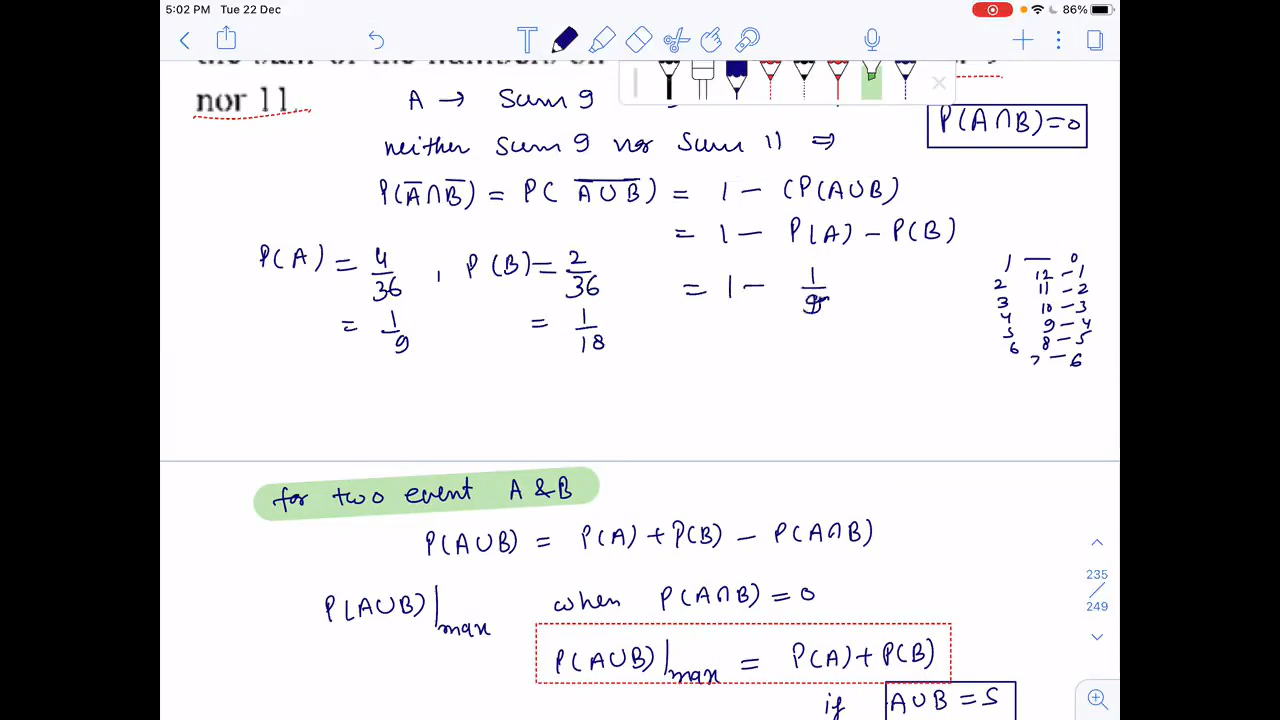 5:02 PM Tue 22 Dec
86%
nor 11.
A → Sum 9
neither Sum 9 nor Sum 11 ⇒
P(A∩B)=0
P(A̅∩B̅) = P( A̅ ̅∪̅ ̅B̅ ) = 1 − (P(A∪B)
= 1 − P(A) − P(B)
P(A) = 4/36 , P(B) = 2/36 = 1 − 1/9
= 1/9 = 1/18
1 — 0
2 12 − 1
3 11 − 2
4 10 − 3
5 9 − 4
6 8 − 5
7 − 6
for two event A & B
P(A∪B) = P(A) + P(B) − P(A∩B)
P(A∪B)|max when P(A∩B) = 0
P(A∪B)|max = P(A) + P(B)
if A∪B = S
235
/
249